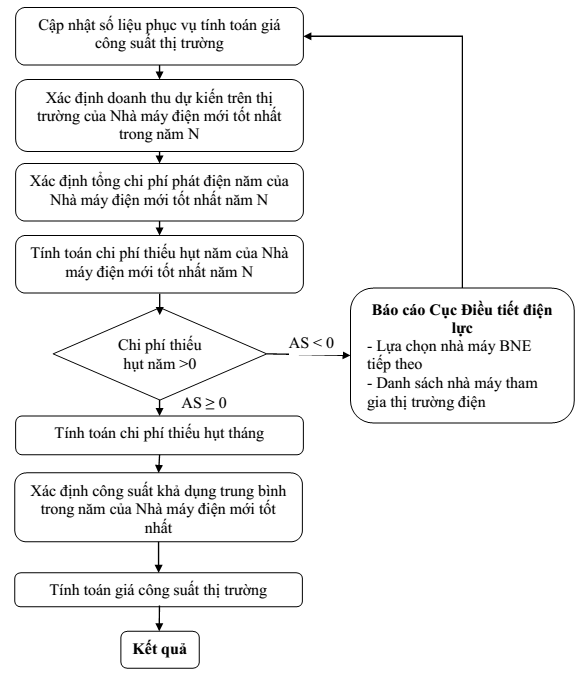 Cập nhật số liệu phục vụ tính toán giá
công suất thị trường
Xác định doanh thu dự kiến trên thị
trường của Nhà máy điện mới tốt nhất
trong năm N
Xác định tổng chi phí phát điện năm của
Nhà máy điện mới tốt nhất năm N
Tính toán chi phí thiếu hụt năm của Nhà
máy điện mới tốt nhất năm N
Chi phí thiếu
hụt năm >0
AS < 0
Báo cáo Cục Điều tiết điện
lực
- Lựa chọn nhà máy BNE
tiếp theo
- Danh sách nhà máy tham
gia thị trường điện
AS ≥ 0
Tính toán chi phí thiếu hụt tháng
Xác định công suất khả dụng trung bình
trong năm của Nhà máy điện mới tốt
nhất
Tính toán giá công suất thị trường
Kết quả